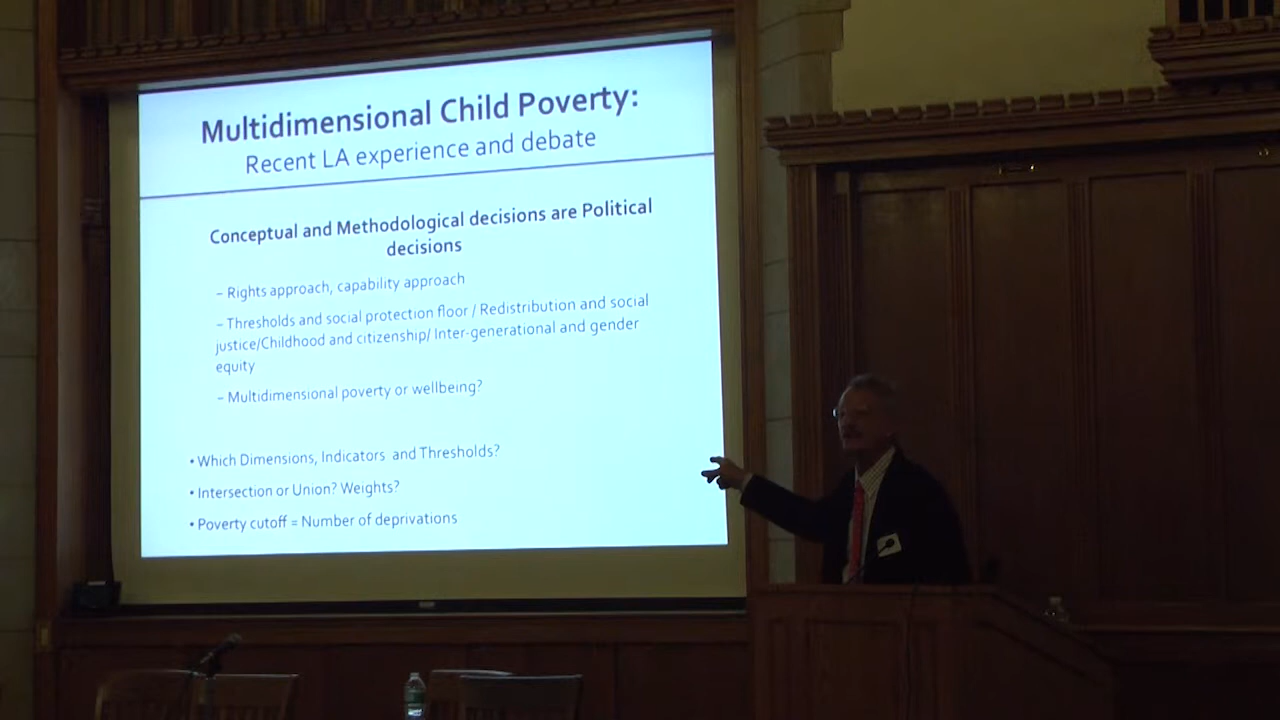 Multidimensional Child Poverty:
Recent LA experience and debate
Conceptual and Methodological decisions are Political
decisions
– Rights approach, capability approach
– Thresholds and social protection floor / Redistribution and social
justice/Childhood and citizenship/ Inter-generational and gender
equity
– Multidimensional poverty or wellbeing?
• Which Dimensions, Indicators and Thresholds?
• Intersection or Union? Weights?
• Poverty cutoff = Number of deprivations